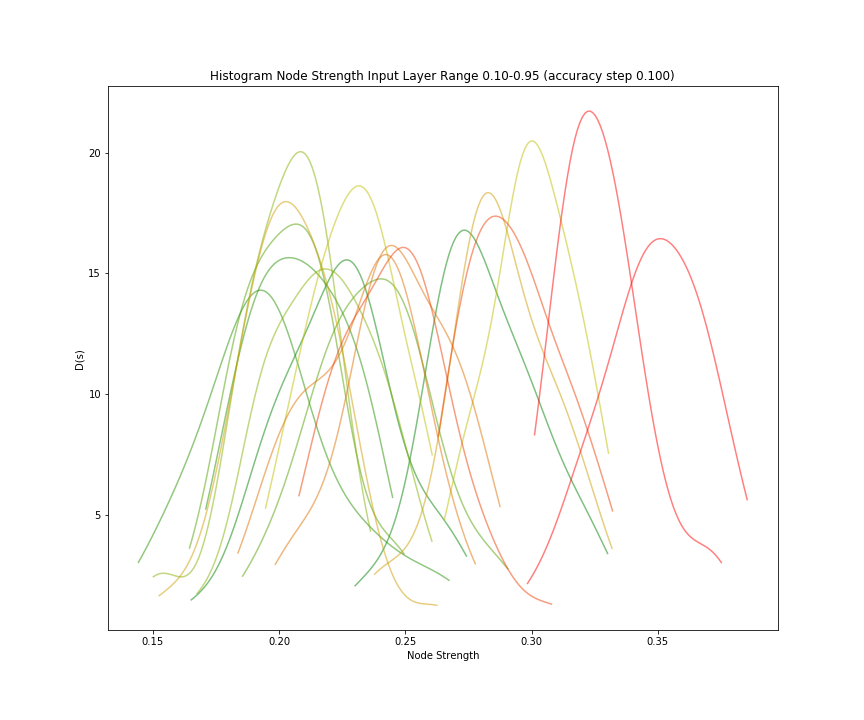 Histogram Node Strength Input Layer Range 0.10-0.95 (accuracy step 0.100)
D(s)
20
15
10
5
0.15 0.20 0.25 0.30 0.35
Node Strength